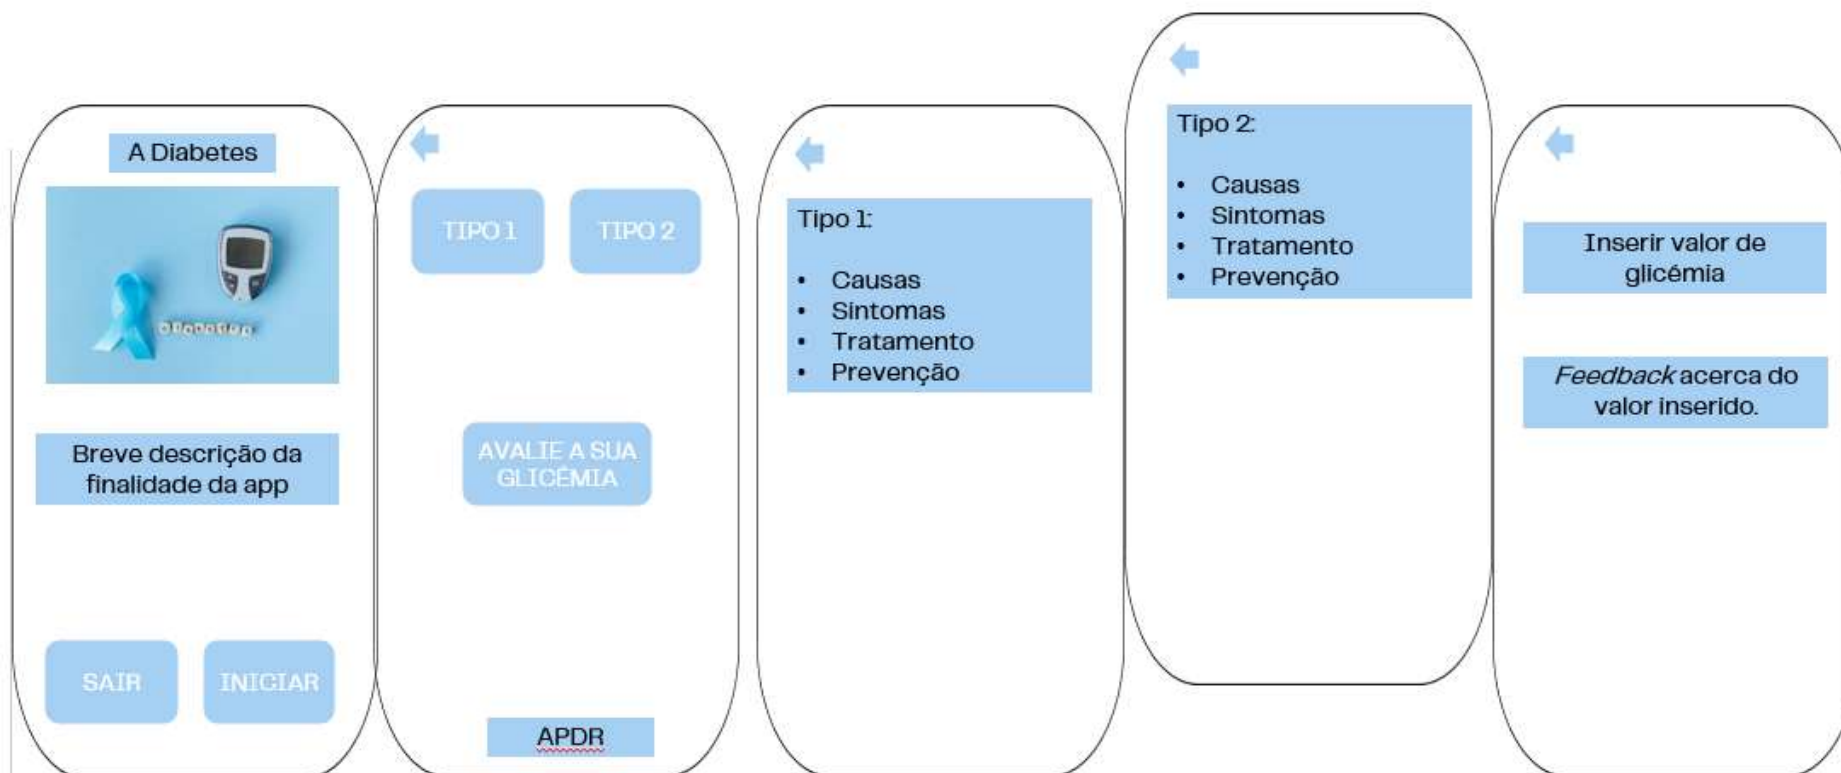 A Diabetes
Breve descrição da
finalidade da app
SAIR
INICIAR
TIPO 1
TIPO 2
AVALIE A SUA
GLICÉMIA
APDR
Tipo 1:
• Causas
• Sintomas
• Tratamento
• Prevenção
Tipo 2:
• Causas
• Sintomas
• Tratamento
• Prevenção
Inserir valor de
glicémia
Feedback acerca do
valor inserido.